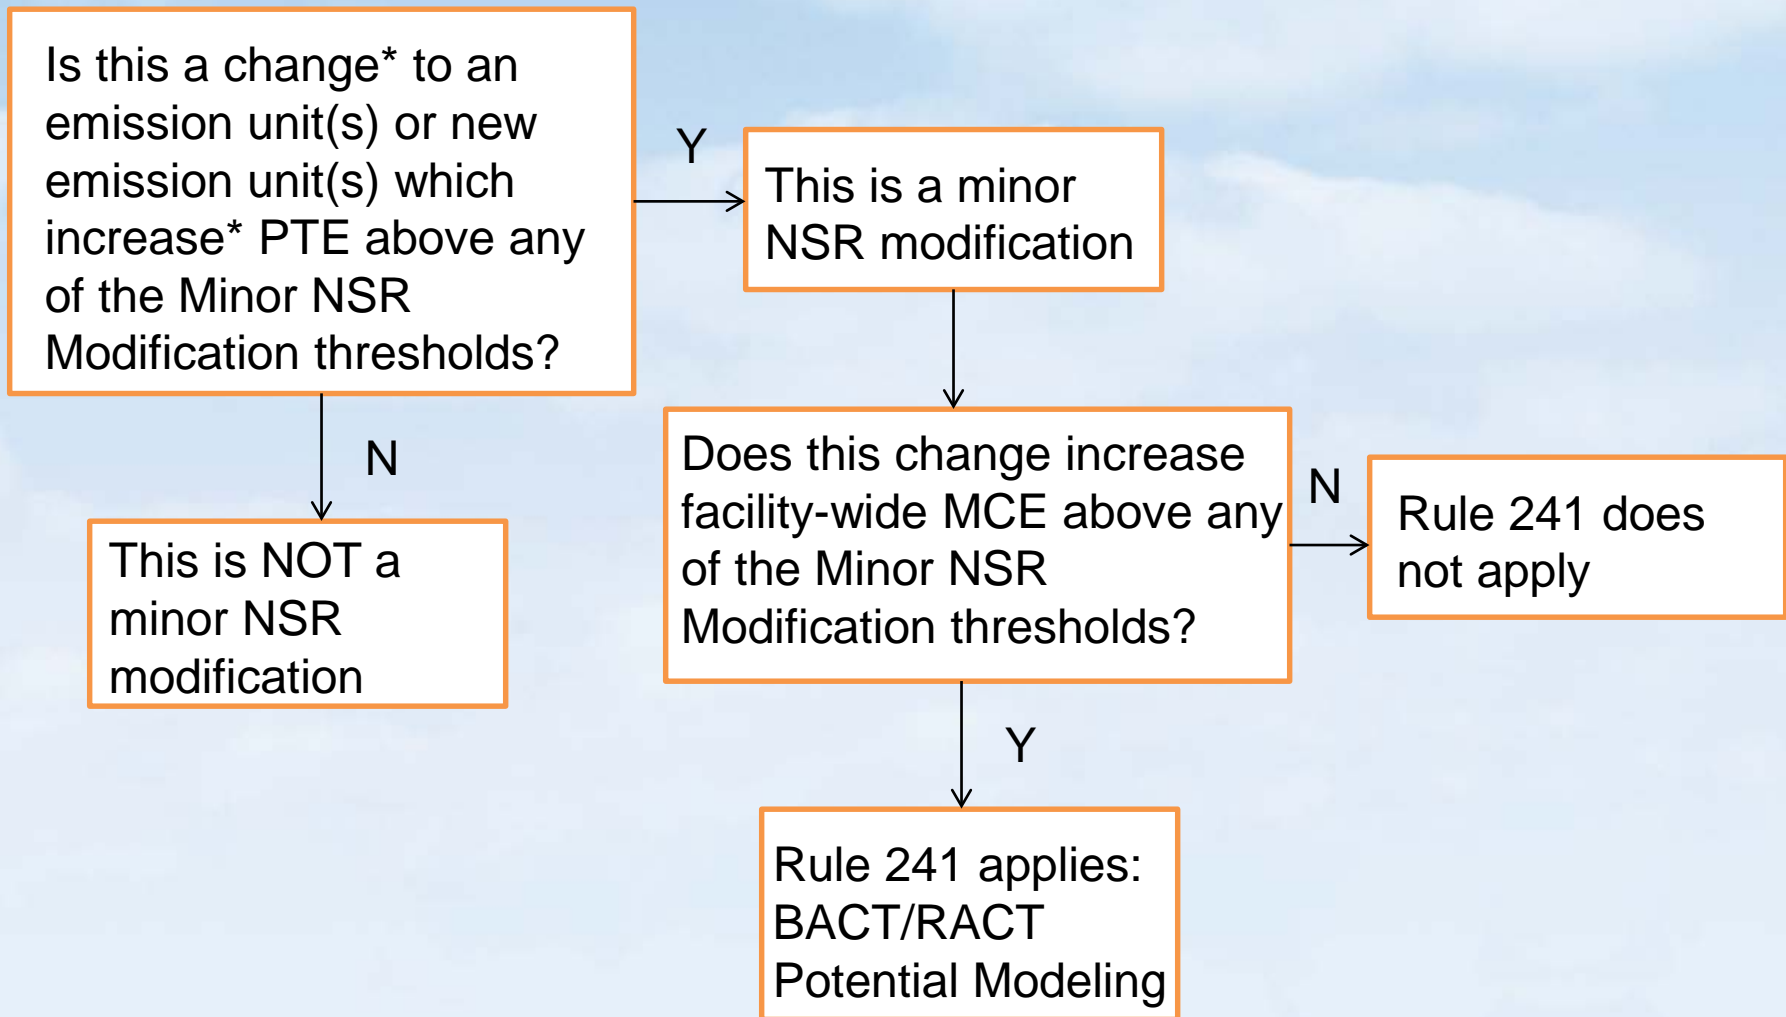 Is this a change* to an
emission unit(s) or new
emission unit(s) which
increase* PTE above any
of the Minor NSR
Modification thresholds?
Y
This is a minor
NSR modification
N
This is NOT a
minor NSR
modification
Does this change increase
facility-wide MCE above any
of the Minor NSR
Modification thresholds?
N
Rule 241 does
not apply
Y
Rule 241 applies:
BACT/RACT
Potential Modeling